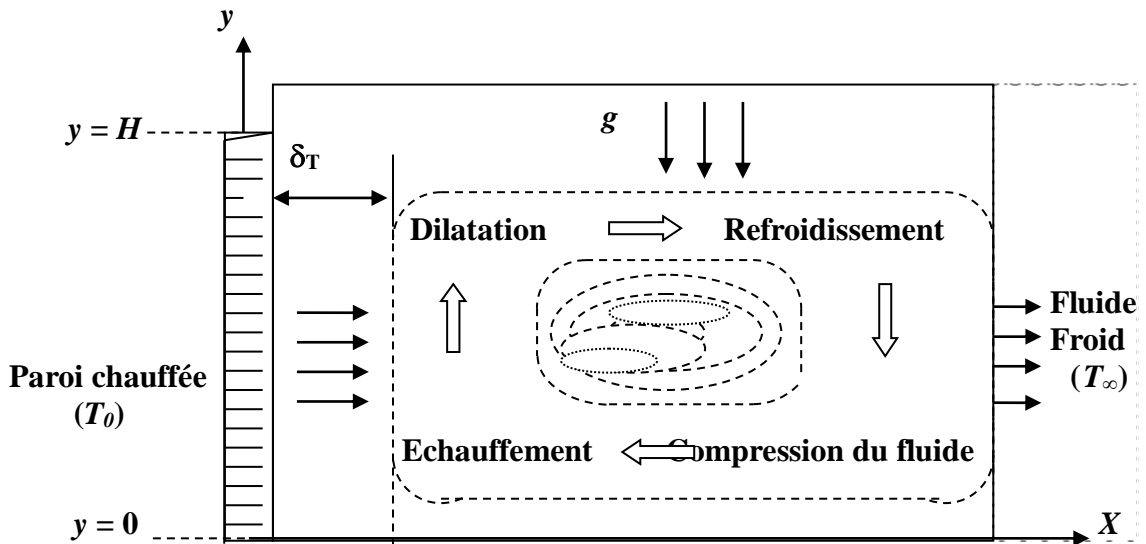 y
y = H
g
δT
Dilatation
Refroidissement
Fluide
Froid
(T∞)
Paroi chauffée
(T0)
Echauffement
Compression du fluide
y = 0
X